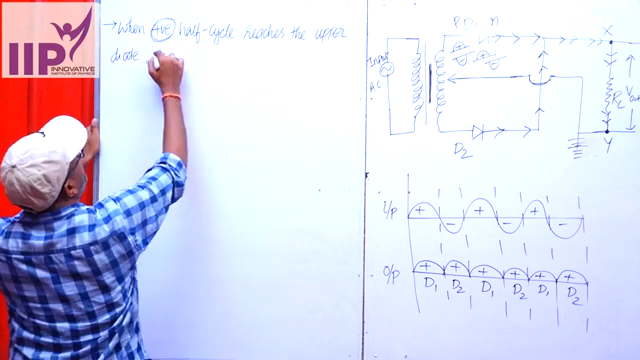 IIP
INNOVATIVE
INSTITUTE OF PHYSICS
→ When +ve half-cycle reaches the upper
diode
Input
AC
D2
X
RL
Vout
Y
i/p
+ - + - + -
o/p
+ + + + + +
D1 D2 D1 D2 D1 D2